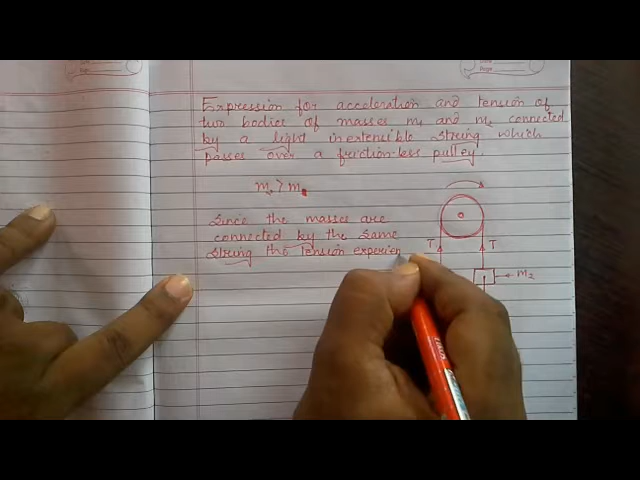 Expression for acceleration and tension of
two bodies of masses m1 and m2 connected
by a light inextensible string which
passes over a friction-less pulley.
m1 > m
Since the masses are
connected by the same
string the tension experien
T T
m2